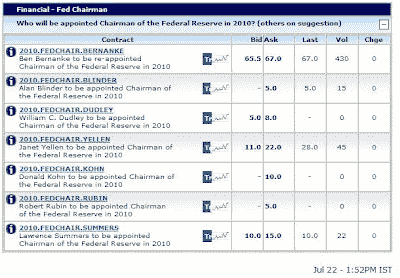 Financial - Fed Chairman
Who will be appointed Chairman of the Federal Reserve in 2010? (others on suggestion)
Contract Bid Ask Last Vol Chge
2010.FEDCHAIR.BERNANKE
Ben Bernanke to be re-appointed
Chairman of the Federal Reserve in 2010
65.5 67.0 67.0 430 0
2010.FEDCHAIR.BLINDER
Alan Blinder to be appointed Chairman of
the Federal Reserve in 2010
- 5.0 5.0 15 0
2010.FEDCHAIR.DUDLEY
William C. Dudley to be appointed
Chairman of the Federal Reserve in 2010
5.0 8.0 - 0 0
2010.FEDCHAIR.YELLEN
Janet Yellen to be appointed Chairman of
the Federal Reserve in 2010
11.0 22.0 28.0 45 0
2010.FEDCHAIR.KOHN
Donald Kohn to be appointed Chairman of
the Federal Reserve in 2010
- 10.0 - 0 0
2010.FEDCHAIR.RUBIN
Robert Rubin to be appointed Chairman
of the Federal Reserve in 2010
- 5.0 - 0 0
2010.FEDCHAIR.SUMMERS
Lawrence Summers to be appointed
Chairman of the Federal Reserve in 2010
10.0 15.0 10.0 22 0
Jul 22 - 1:52PM IST